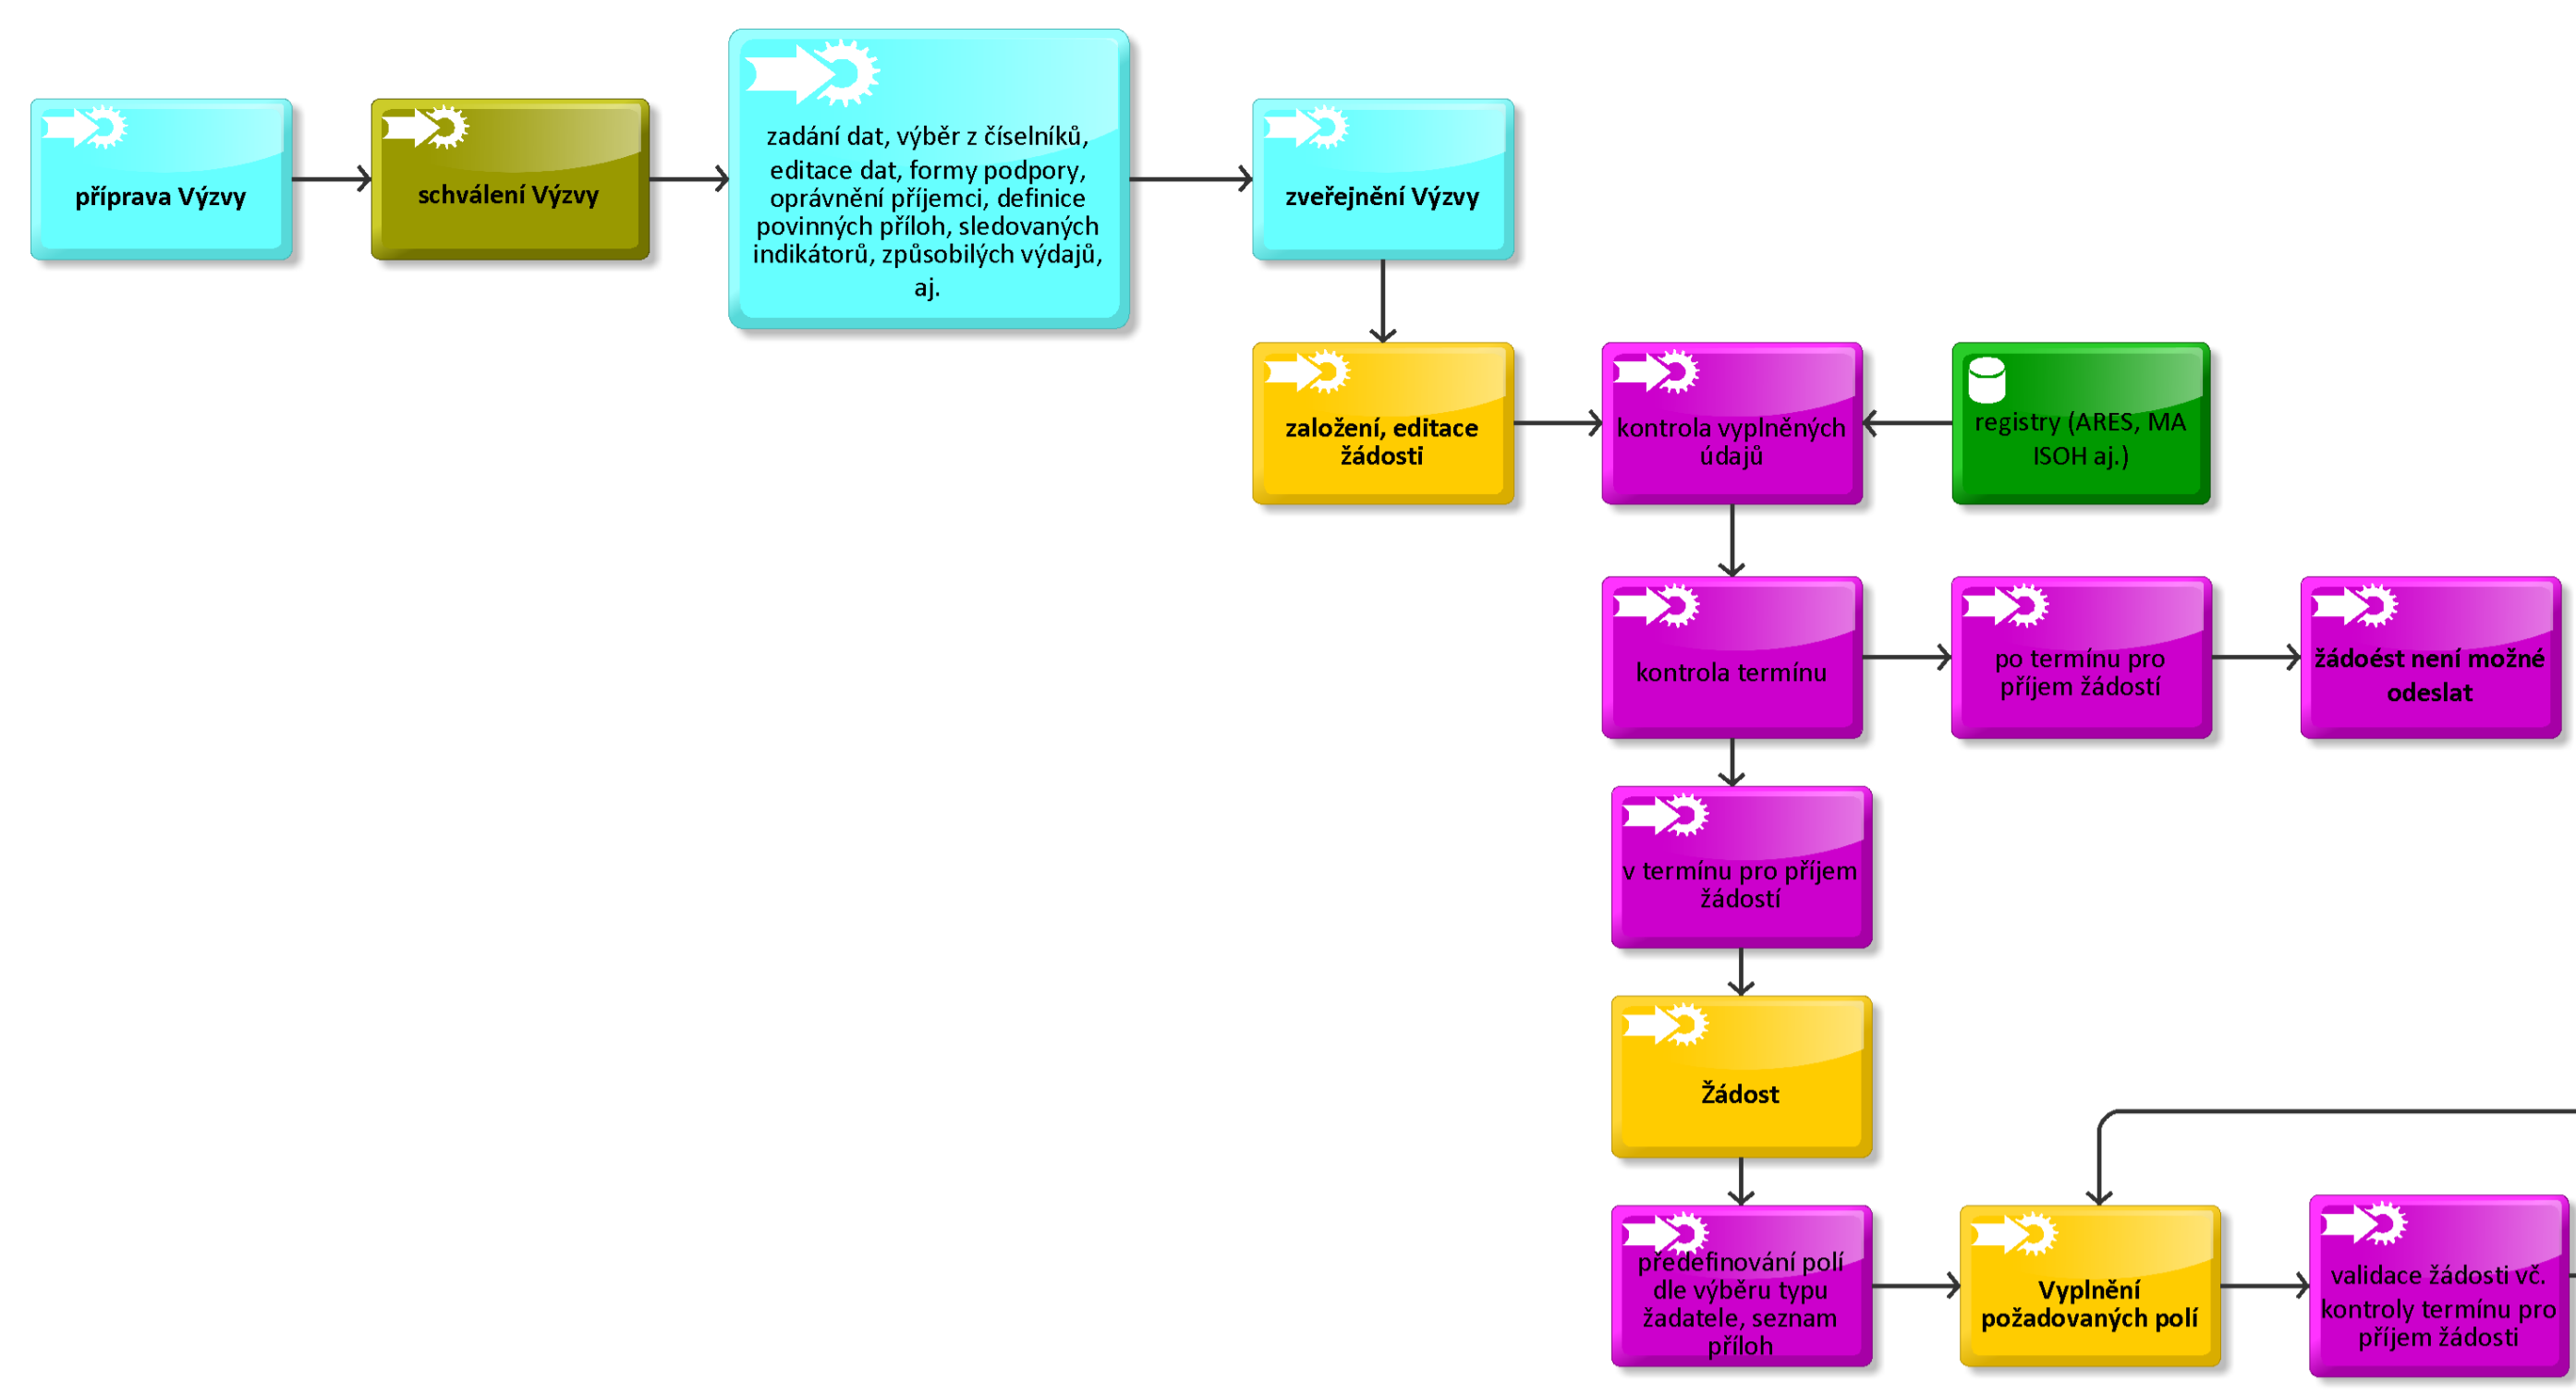 příprava Výzvy
schválení Výzvy
zadání dat, výběr z číselníků,
editace dat, formy podpory,
oprávnění příjemci, definice
povinných příloh, sledovaných
indikátorů, způsobilých výdajů,
aj.
zveřejnění Výzvy
založení, editace
žádosti
kontrola vyplněných
údajů
registry (ARES, MA
ISOH aj.)
kontrola termínu
po termínu pro
příjem žádostí
žádoést není možné
odeslat
v termínu pro příjem
žádostí
Žádost
předefinování polí
dle výběru typu
žadatele, seznam
příloh
Vyplnění
požadovaných polí
validace žádosti vč.
kontroly termínu pro
příjem žádosti